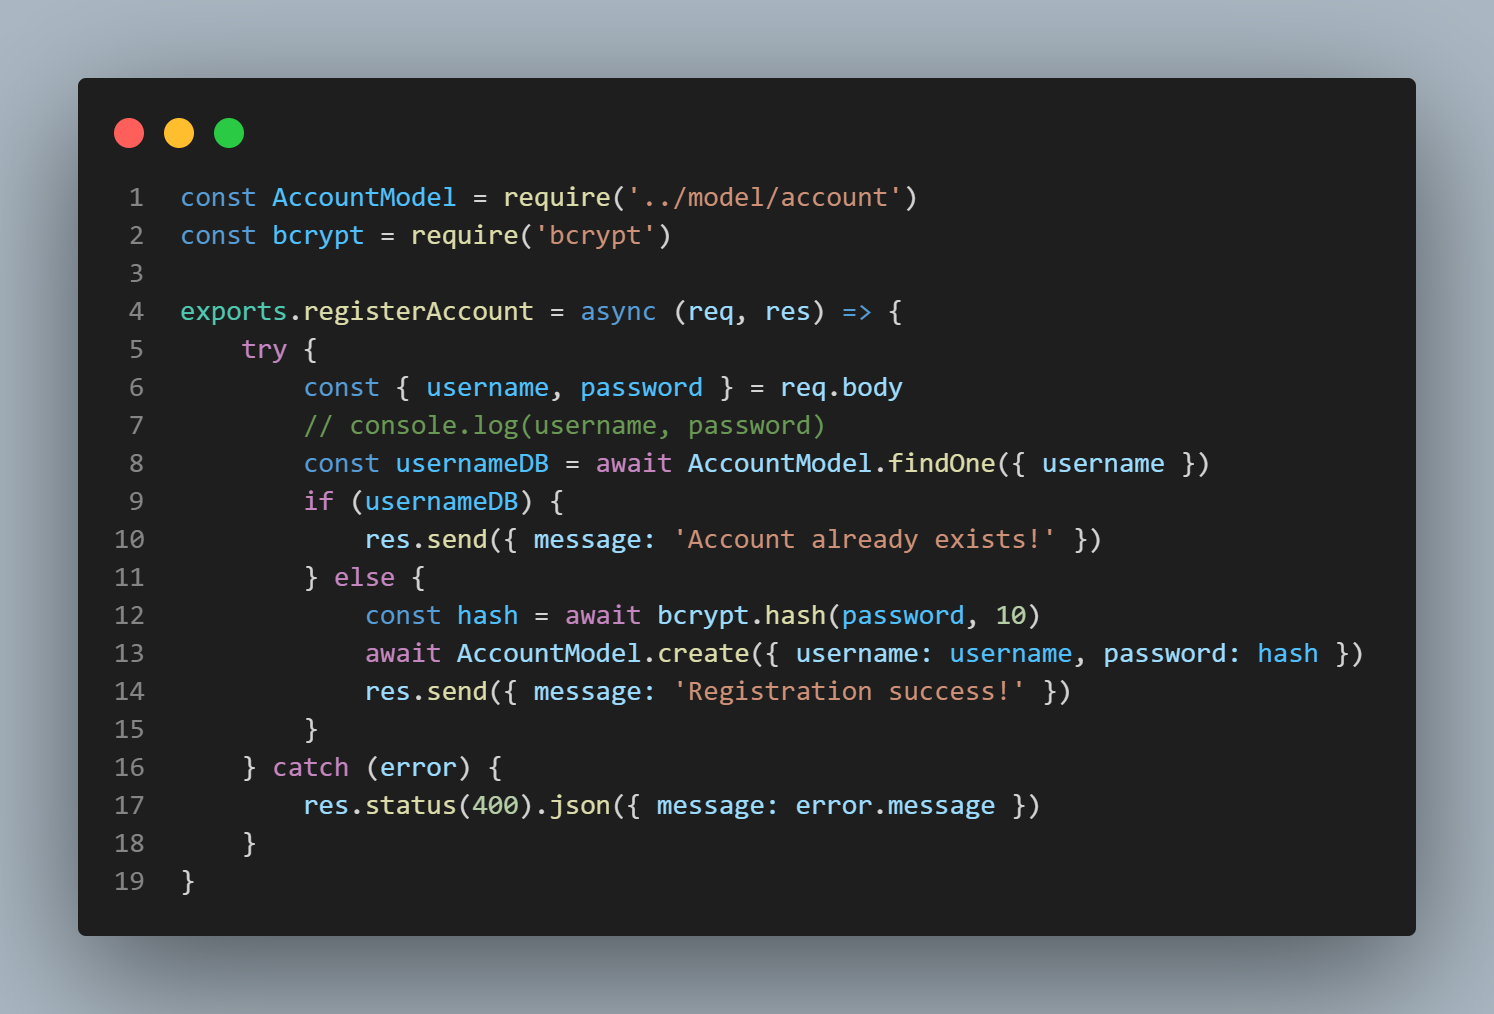 1 const AccountModel = require('../model/account')
2 const bcrypt = require('bcrypt')
3
4 exports.registerAccount = async (req, res) => {
5     try {
6         const { username, password } = req.body
7         // console.log(username, password)
8         const usernameDB = await AccountModel.findOne({ username })
9         if (usernameDB) {
10             res.send({ message: 'Account already exists!' })
11         } else {
12             const hash = await bcrypt.hash(password, 10)
13             await AccountModel.create({ username: username, password: hash })
14             res.send({ message: 'Registration success!' })
15         }
16     } catch (error) {
17         res.status(400).json({ message: error.message })
18     }
19 }